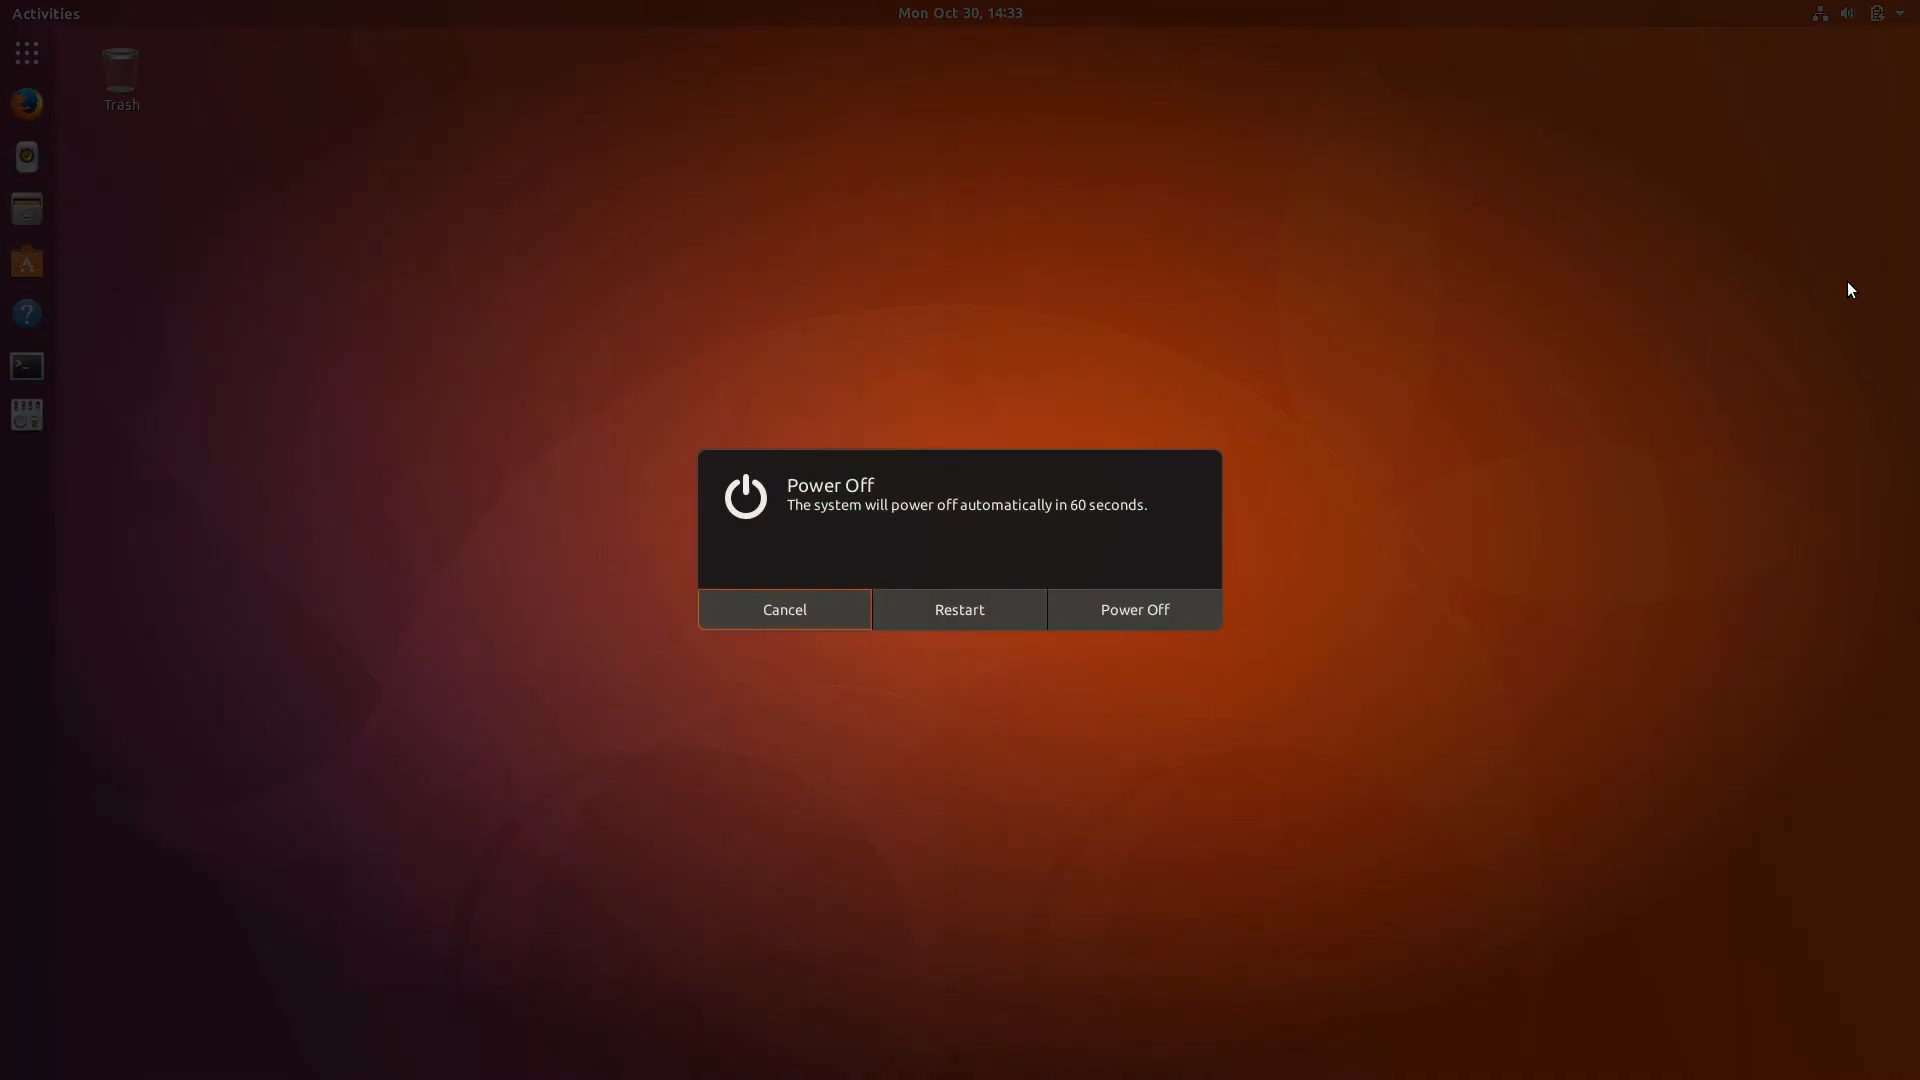 Activities
Mon Oct 30, 14:33
Trash
Power Off
The system will power off automatically in 60 seconds.
Cancel
Restart
Power Off